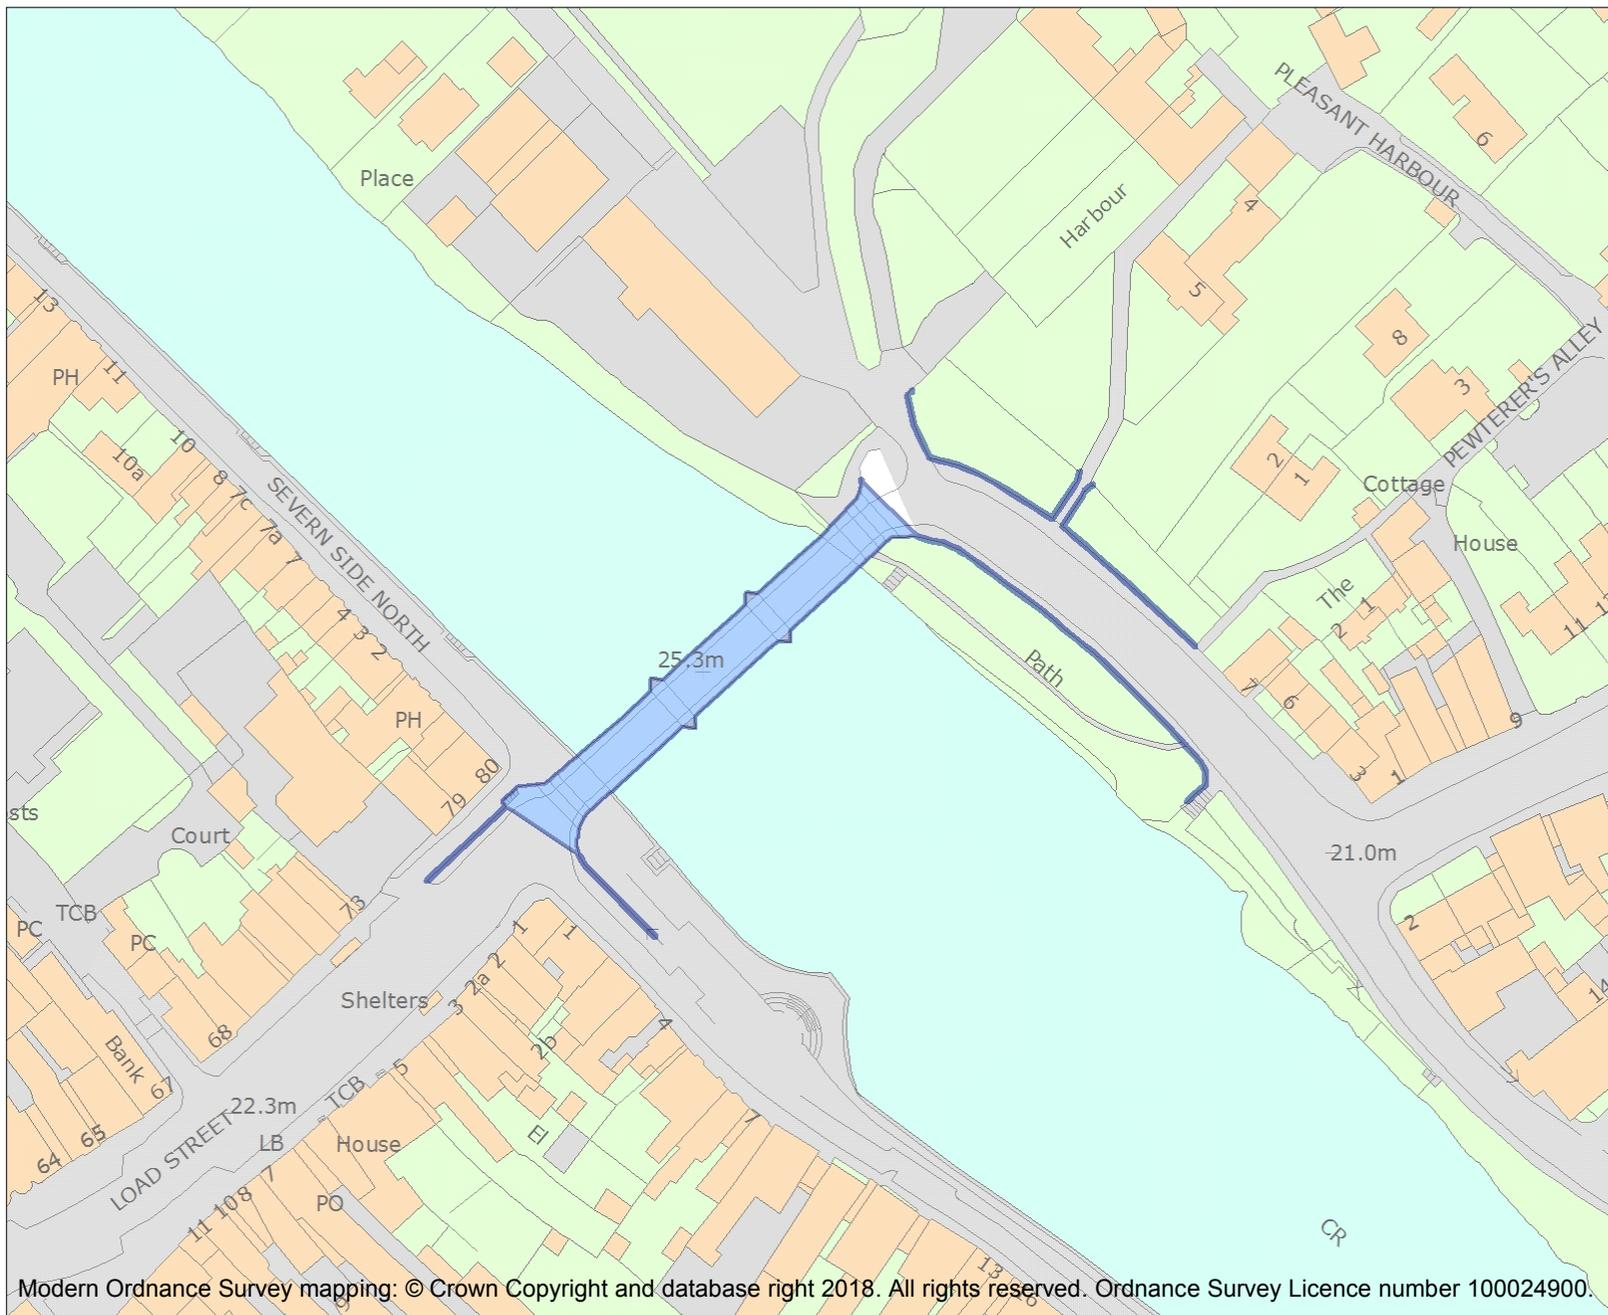 PLEASANT HARBOUR
6
Place
4
Harbour
5
13
8
PH
11
3
PEWTERER'S ALLEY
10
10a
8
7c
7a
7
2
1
Cottage
House
SEVERN SIDE NORTH
4
3
2
The
1
2
11
25.3m
Path
7
6
PH
9
3
1
80
79
sts
Court
21.0m
73
TCB
PC
PC
2
1
1
2
2a
3
14
Shelters
4
68
Bank
2b
5
67
TCB
22.3m
7
65
LOAD STREET
LB
House
El
64
7
8
10
11
PO
CR
13
Modern Ordnance Survey mapping: © Crown Copyright and database right 2018. All rights reserved. Ordnance Survey Licence number 100024900.